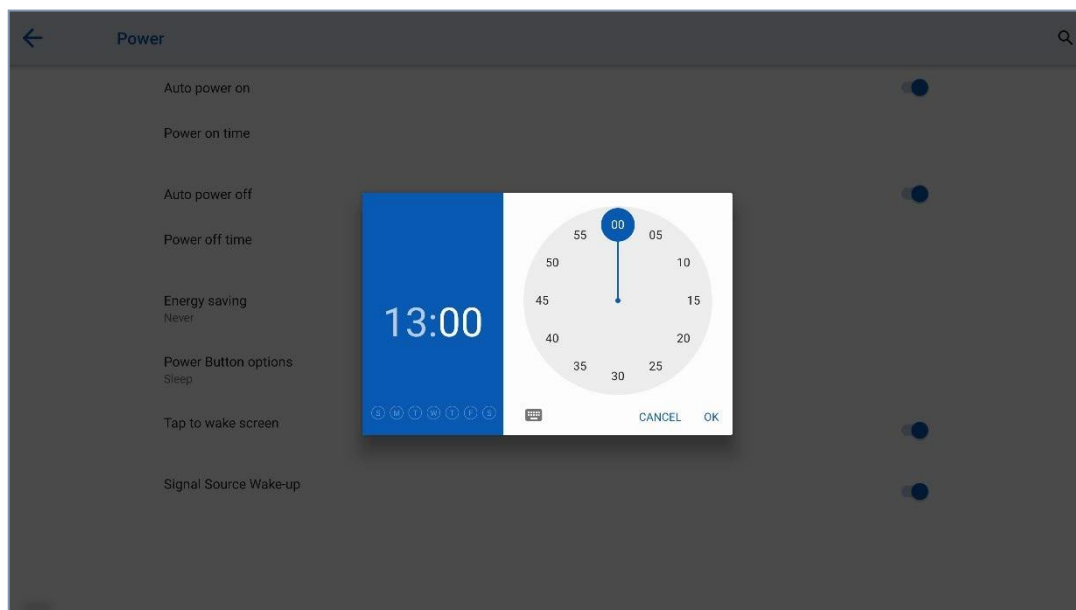 Power
Auto power on
Power on time
Auto power off
Power off time
Energy saving
Never
Power Button options
Sleep
Tap to wake screen
Signal Source Wake-up
13:00
S M T W T F S
00
05
10
15
20
25
30
35
40
45
50
55
CANCEL OK